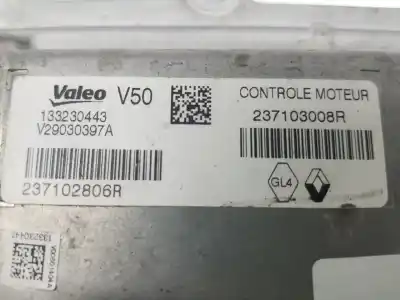 Valeo V50
133230443
V29030397A
237102806R
CONTROLE MOTEUR
237103008R
GL4